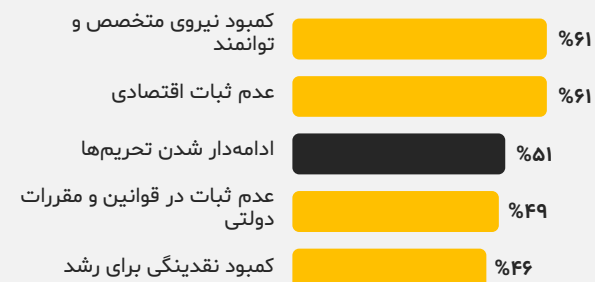 کمبود نیروی متخصص و
توانمند
%۶۱
عدم ثبات اقتصادی
%۶۱
ادامه‌دار شدن تحریم‌ها
%۵۱
عدم ثبات در قوانین و مقررات
دولتی
%۴۹
کمبود نقدینگی برای رشد
%۴۶